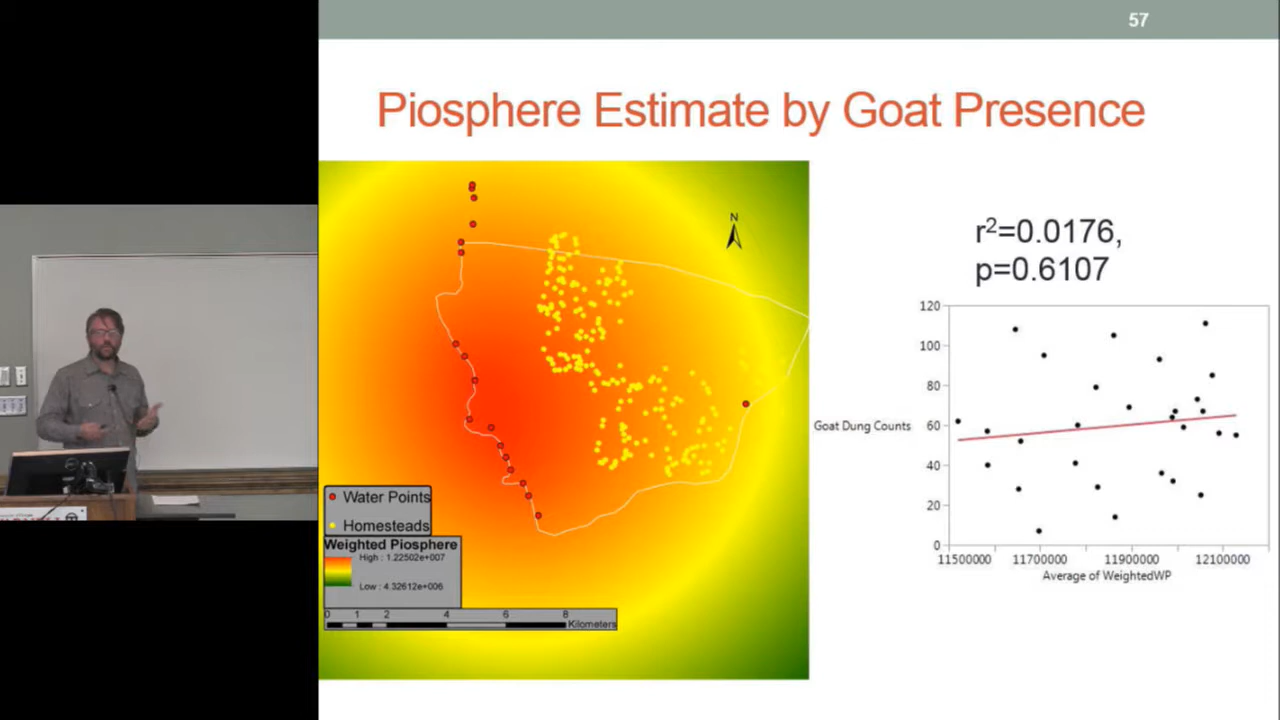 57
Piosphere Estimate by Goat Presence
N
Water Points
Homesteads
Weighted Piosphere
High : 1.22502e+007
Low : 4.32612e+006
0 1 2 4 6 8
Kilometers
r²=0.0176,
p=0.6107
120
100
80
60
40
20
0
Goat Dung Counts
11500000 11700000 11900000 12100000
Average of WeightedWP